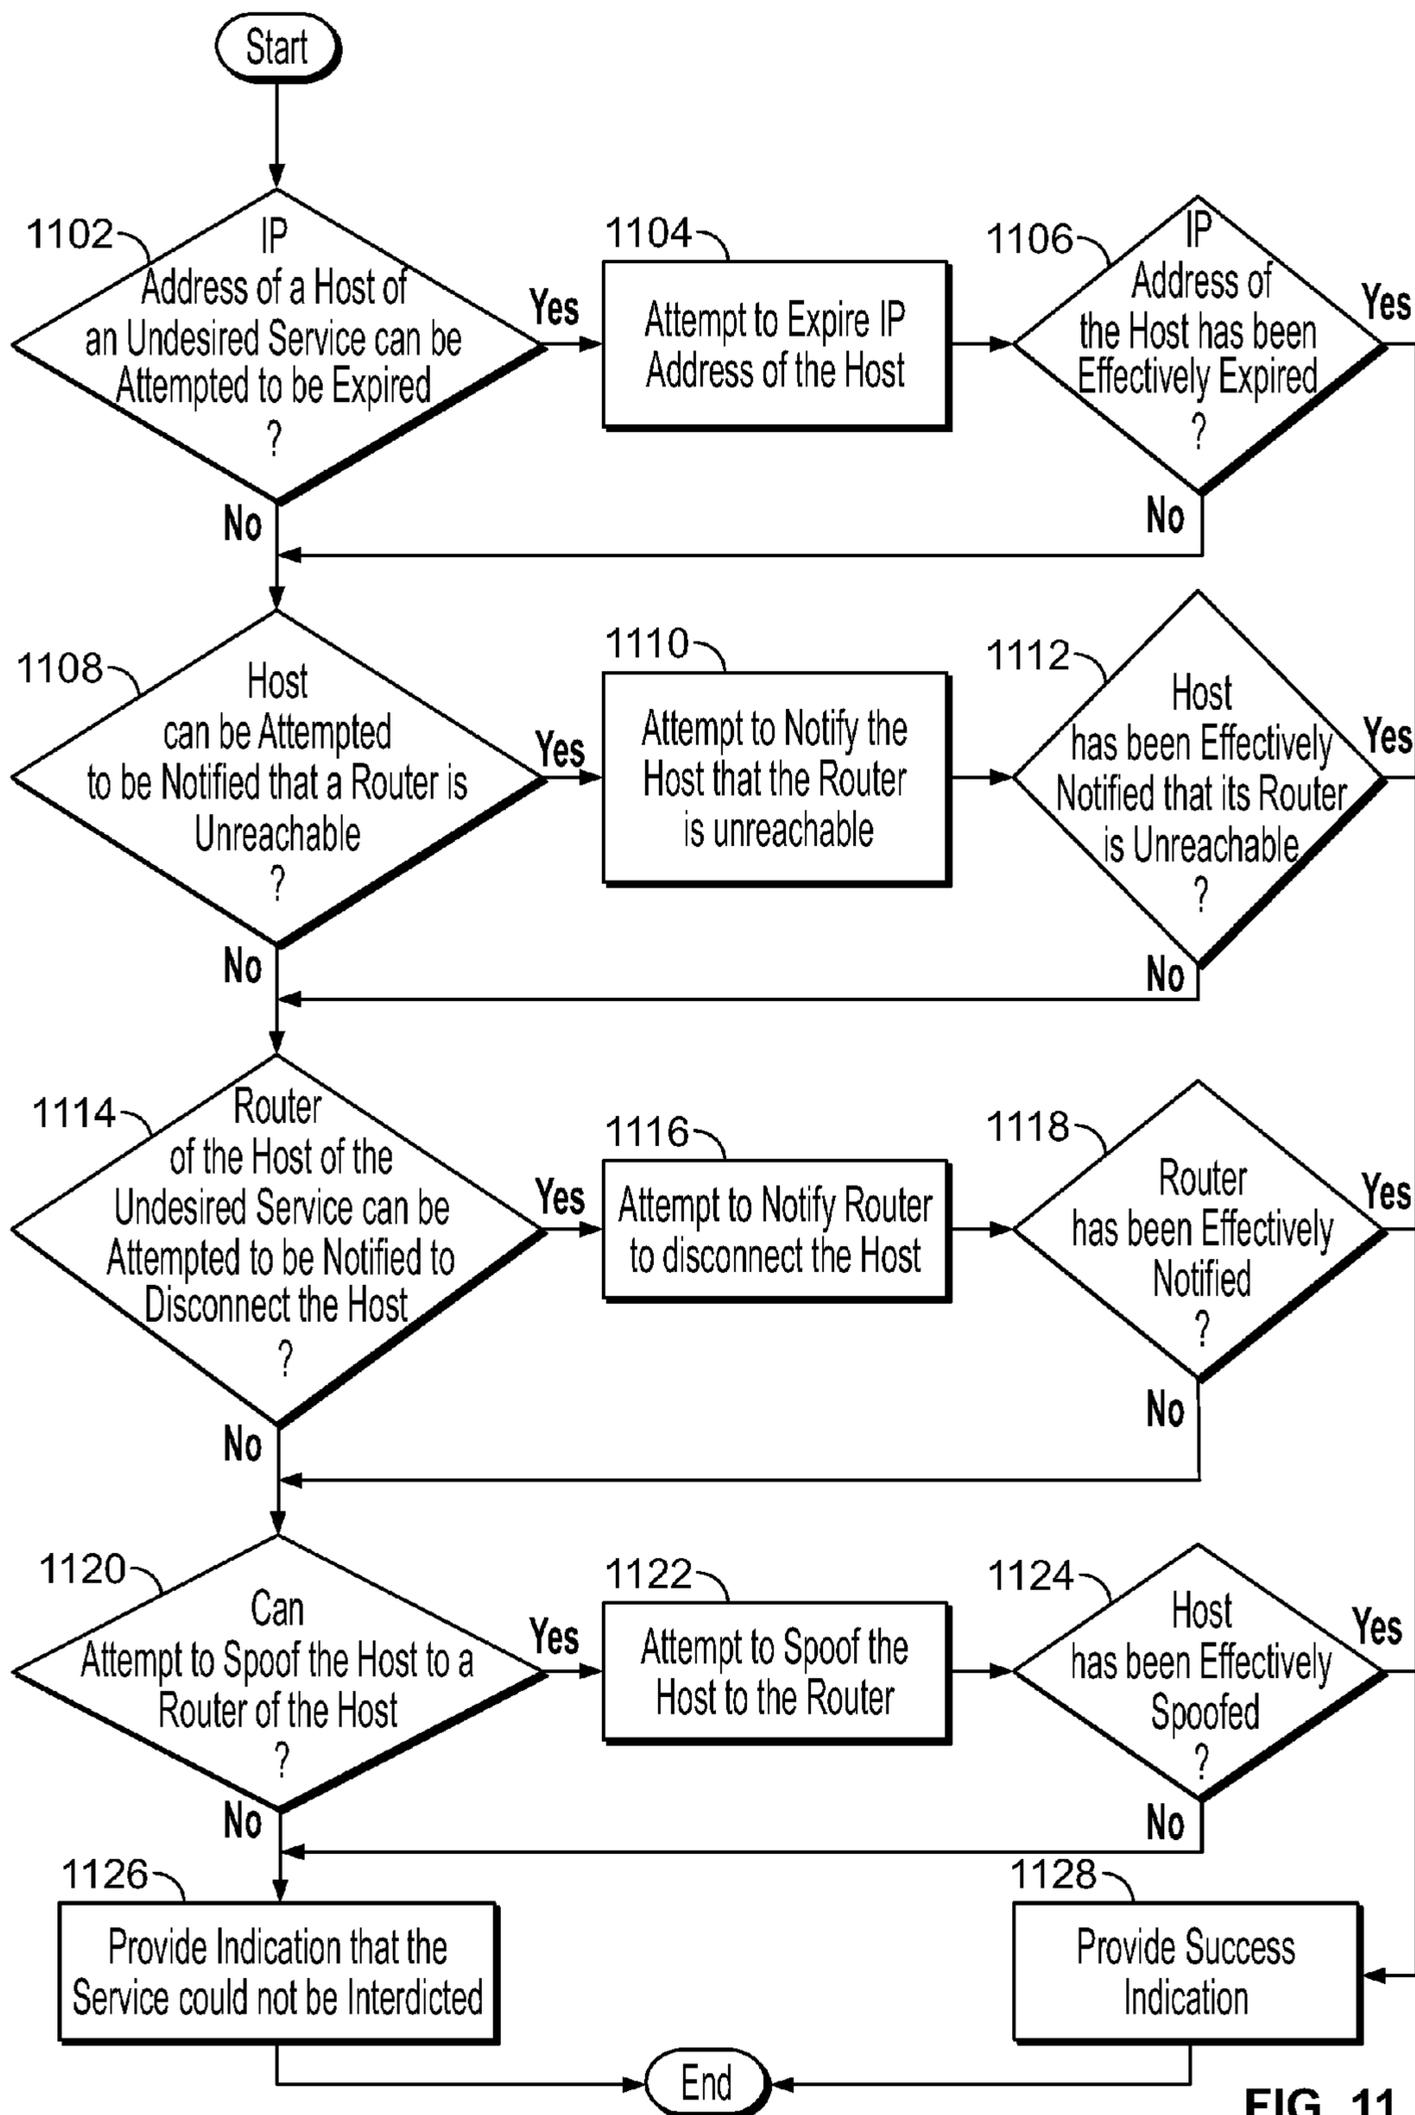 Start
1102
IP
Address of a Host of
an Undesired Service can be
Attempted to be Expired
?
Yes
No
1104
Attempt to Expire IP
Address of the Host
1106
IP
Address of
the Host has been
Effectively Expired
?
Yes
No
1108
Host
can be Attempted
to be Notified that a Router is
Unreachable
?
Yes
No
1110
Attempt to Notify the
Host that the Router
is unreachable
1112
Host
has been Effectively
Notified that its Router
is Unreachable
?
Yes
No
1114
Router
of the Host of the
Undesired Service can be
Attempted to be Notified to
Disconnect the Host
?
Yes
No
1116
Attempt to Notify Router
to disconnect the Host
1118
Router
has been Effectively
Notified
?
Yes
No
1120
Can
Attempt to Spoof the Host to a
Router of the Host
?
Yes
No
1122
Attempt to Spoof the
Host to the Router
1124
Host
has been Effectively
Spoofed
?
Yes
No
1126
Provide Indication that the
Service could not be Interdicted
1128
Provide Success
Indication
End
FIG. 11